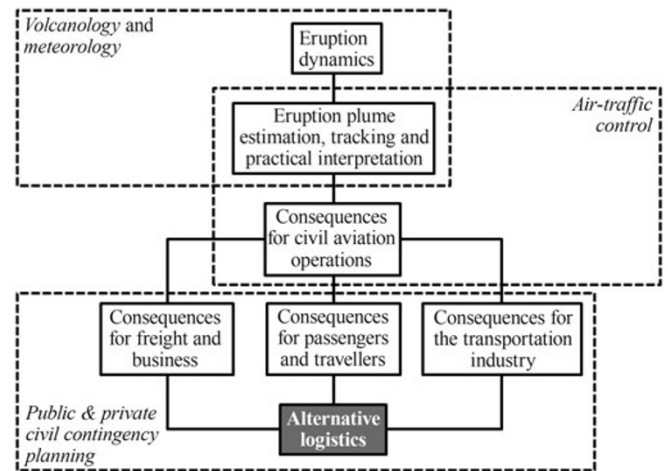 Volcanology and
meteorology
Eruption
dynamics
Air-traffic
control
Eruption plume
estimation, tracking and
practical interpretation
Consequences
for civil aviation
operations
Consequences
for freight and
business
Consequences
for passengers
and travellers
Consequences for
the transportation
industry
Public & private
civil contingency
planning
Alternative
logistics